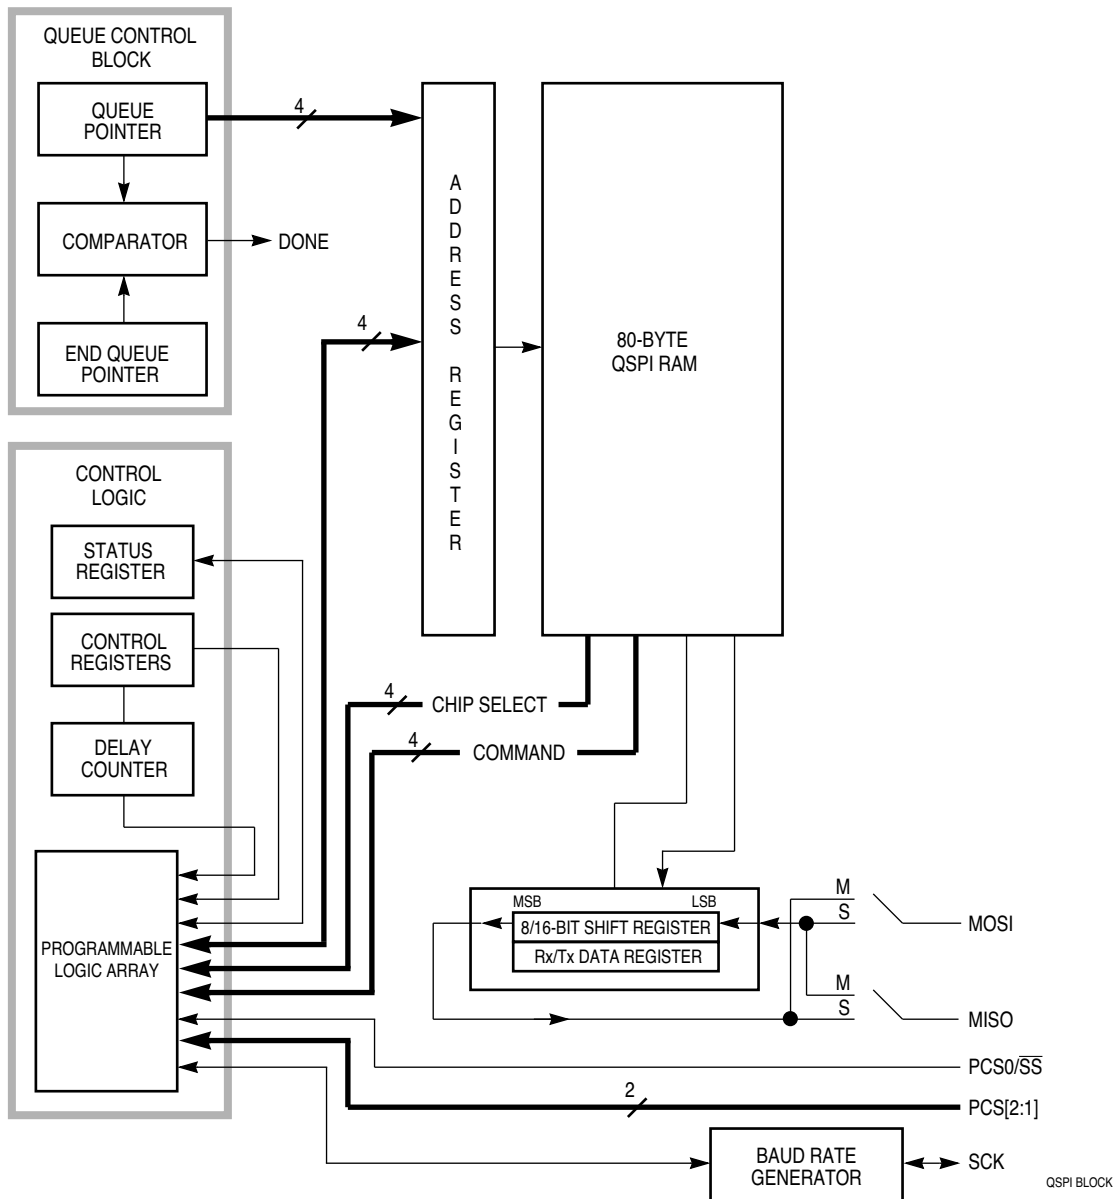 QUEUE CONTROL
BLOCK
QUEUE
POINTER
4
COMPARATOR
DONE
END QUEUE
POINTER
4
ADDRESS REGISTER
80-BYTE
QSPI RAM
CONTROL
LOGIC
STATUS
REGISTER
CONTROL
REGISTERS
4
CHIP SELECT
4
COMMAND
DELAY
COUNTER
PROGRAMMABLE
LOGIC ARRAY
MSB
LSB
8/16-BIT SHIFT REGISTER
Rx/Tx DATA REGISTER
M
S
MOSI
M
S
MISO
PCS0/S̅S̅
2
PCS[2:1]
BAUD RATE
GENERATOR
SCK
QSPI BLOCK